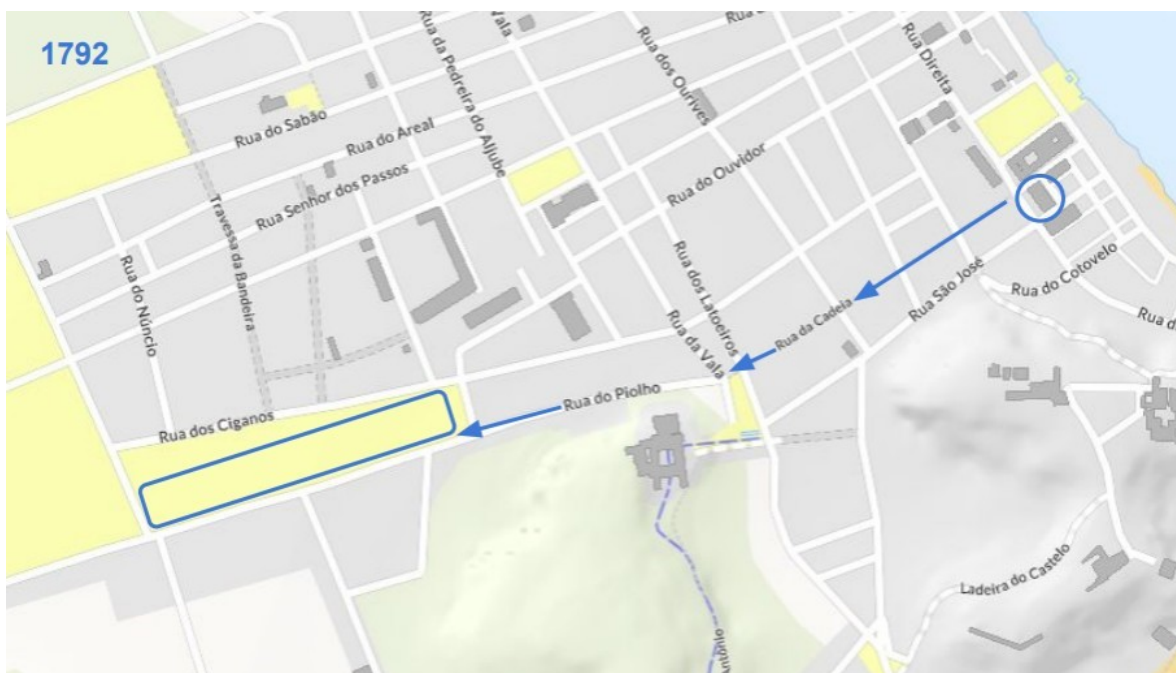 1792
Rua da Pedreira do Aljube
Vala
Rua dos Ourives
Rua Direita
Rua do Sabão
Rua do Areal
Rua Senhor dos Passos
Rua do Ouvidor
Travessa da Bandeira
Rua do Núncio
Rua dos Latoeiros
Rua da Vala
Rua da Cadeia
Rua São José
Rua do Cotovelo
Rua d
Rua do Piolho
Rua dos Ciganos
Ladeira do Castelo